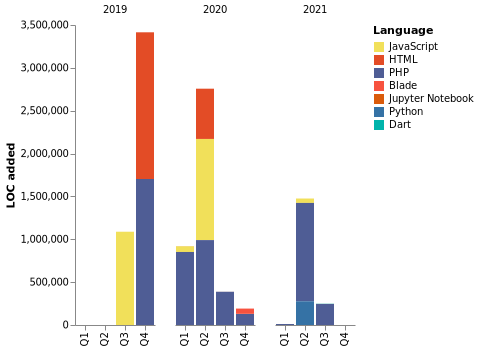 2019 2020 2021
Language
JavaScript
HTML
PHP
Blade
Jupyter Notebook
Python
Dart
LOC added
3,500,000
3,000,000
2,500,000
2,000,000
1,500,000
1,000,000
500,000
0
Q1 Q2 Q3 Q4 Q1 Q2 Q3 Q4 Q1 Q2 Q3 Q4